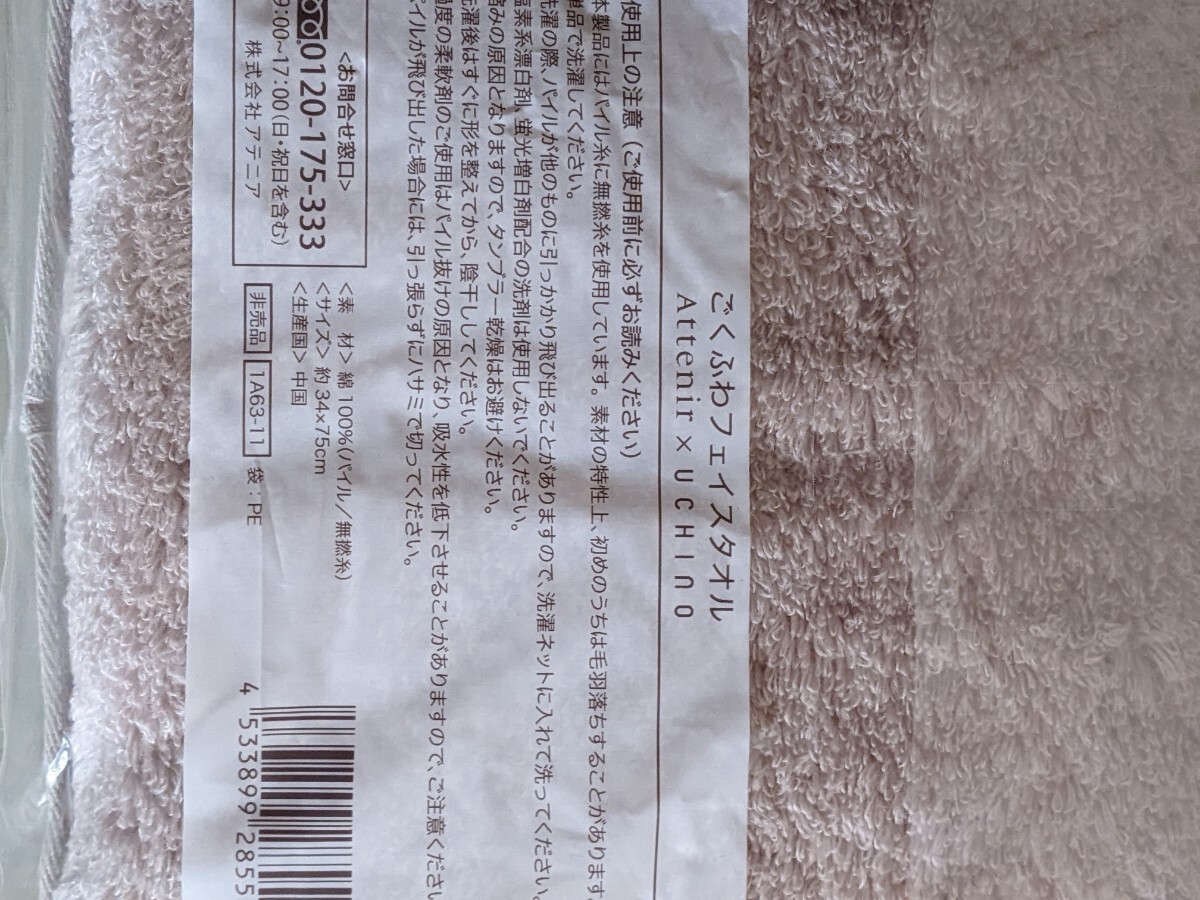 ごくふわフェイスタオル
Attenir × UCHINO
使用上の注意（ご使用前に必ずお読みください）
本製品にはパイル糸に無撚糸を使用しています。素材の特性上、初めのうちは毛羽落ちすることがあります
単品で洗濯してください。
洗濯の際、パイルが他のものに引っかかり飛び出ることがありますので、洗濯ネットに入れて洗ってください。
塩素系漂白剤、蛍光増白剤配合の洗剤は使用しないでください。
縮みの原因となりますので、タンブラー乾燥はお避けください。
洗濯後はすぐに形を整えてから、陰干ししてください。
過度の柔軟剤のご使用はパイル抜けの原因となり、吸水性を低下させることがありますので、ご注意ください
パイルが飛び出した場合には、引っ張らずにハサミで切ってください。
<お問合せ窓口>
0120-175-333
9:00~17:00(日・祝日を含む)
株式会社アテニア
<素 材> 綿 100%(パイル／無撚糸)
<サイズ> 約 34×75cm
<生産国> 中国
非売品 1A63-11 袋:PE
4 533899 2855